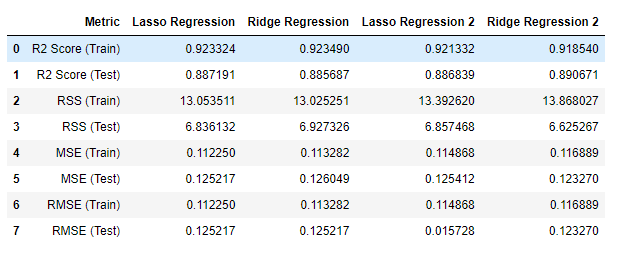 Metric Lasso Regression Ridge Regression Lasso Regression 2 Ridge Regression 2
0 R2 Score (Train) 0.923324 0.923490 0.921332 0.918540
1 R2 Score (Test) 0.887191 0.885687 0.886839 0.890671
2 RSS (Train) 13.053511 13.025251 13.392620 13.868027
3 RSS (Test) 6.836132 6.927326 6.857468 6.625267
4 MSE (Train) 0.112250 0.113282 0.114868 0.116889
5 MSE (Test) 0.125217 0.126049 0.125412 0.123270
6 RMSE (Train) 0.112250 0.113282 0.114868 0.116889
7 RMSE (Test) 0.125217 0.125217 0.015728 0.123270